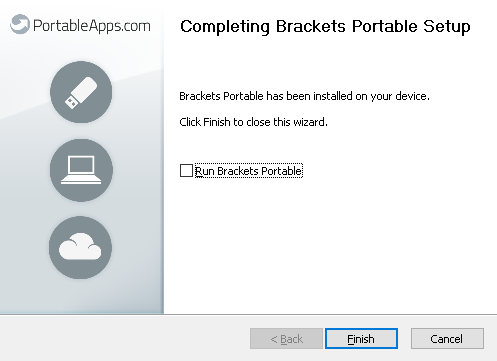 PortableApps.com
Completing Brackets Portable Setup
Brackets Portable has been installed on your device.
Click Finish to close this wizard.
Run Brackets Portable
< Back
Finish
Cancel